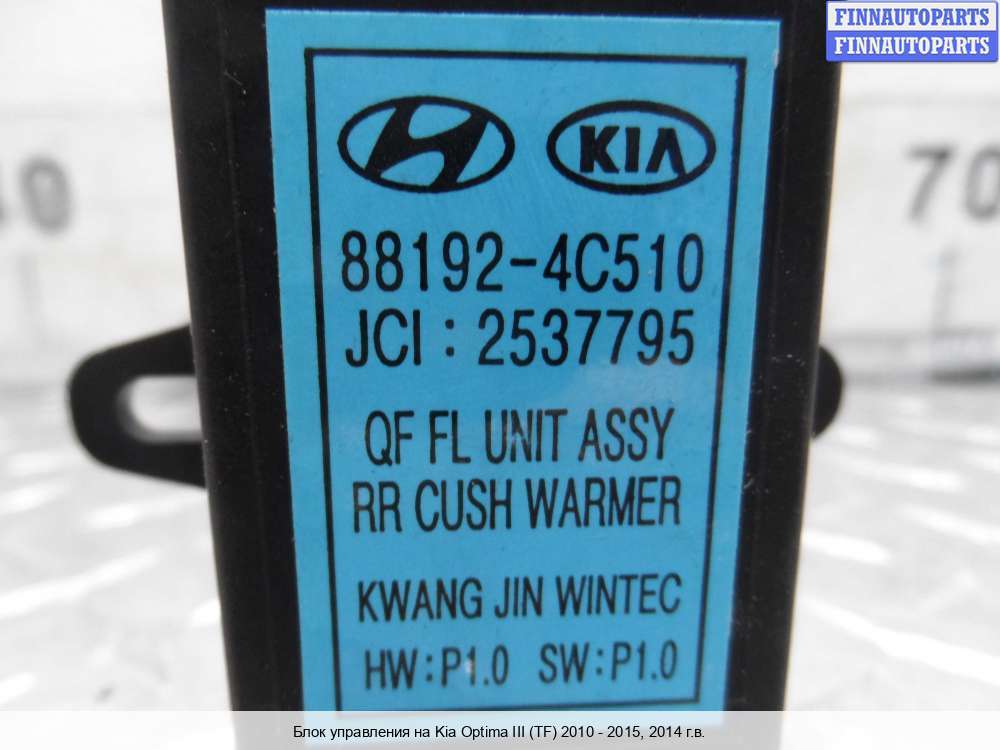 FINNAUTOPARTS
FINNAUTOPARTS
KIA
70
88192-4C510
JCI : 2537795
QF FL UNIT ASSY
RR CUSH WARMER
KWANG JIN WINTEC
HW:P1.0 SW:P1.0
Блок управления на Kia Optima III (TF) 2010 - 2015, 2014 г.в.